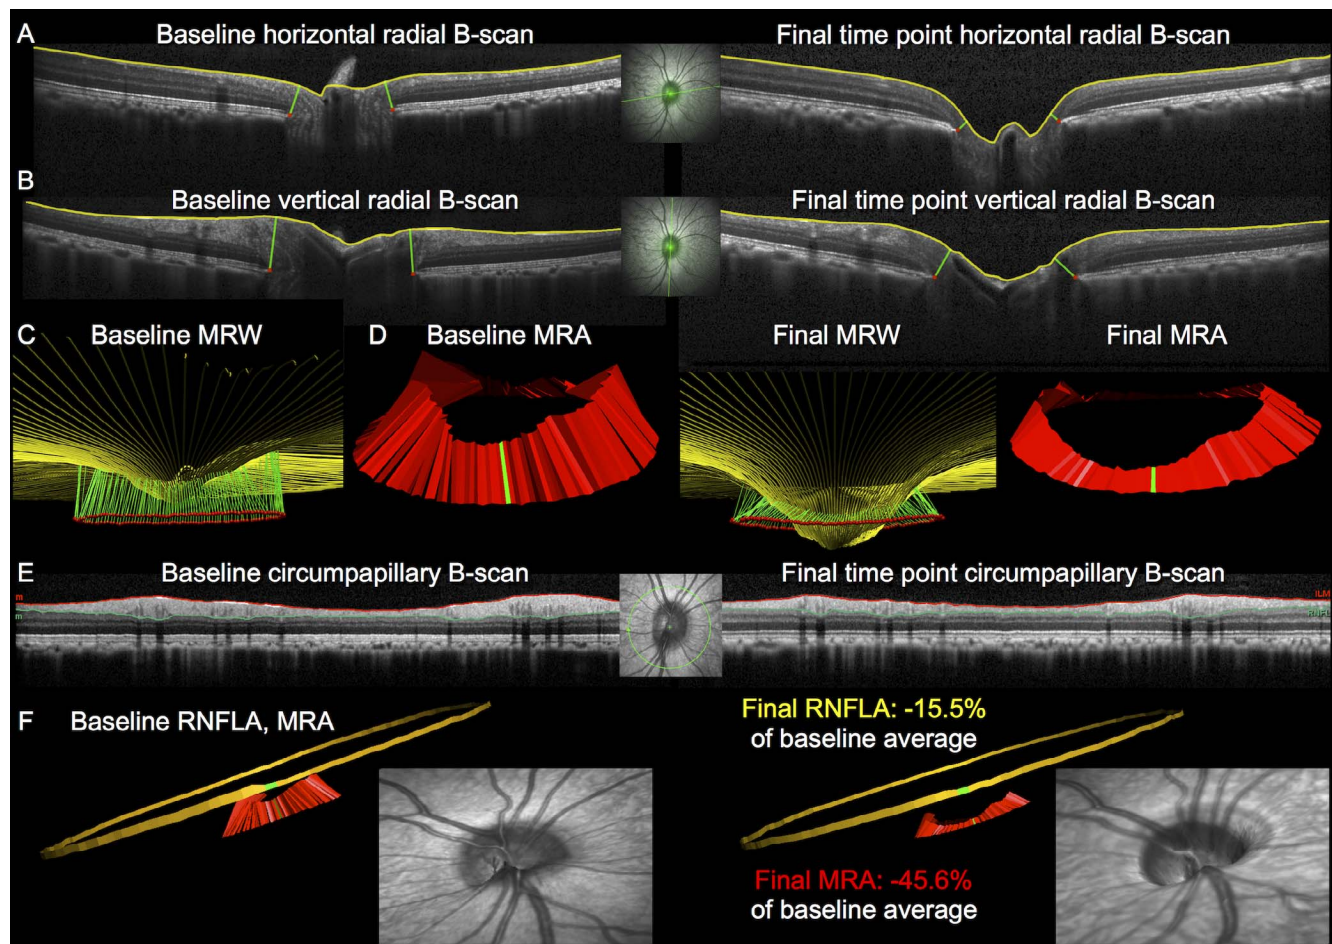 A
Baseline horizontal radial B-scan
Final time point horizontal radial B-scan
B
Baseline vertical radial B-scan
Final time point vertical radial B-scan
C
Baseline MRW
D
Baseline MRA
Final MRW
Final MRA
E
Baseline circumpapillary B-scan
Final time point circumpapillary B-scan
m
m
ILM
F
Baseline RNFLA, MRA
Final RNFLA: -15.5%
of baseline average
Final MRA: -45.6%
of baseline average